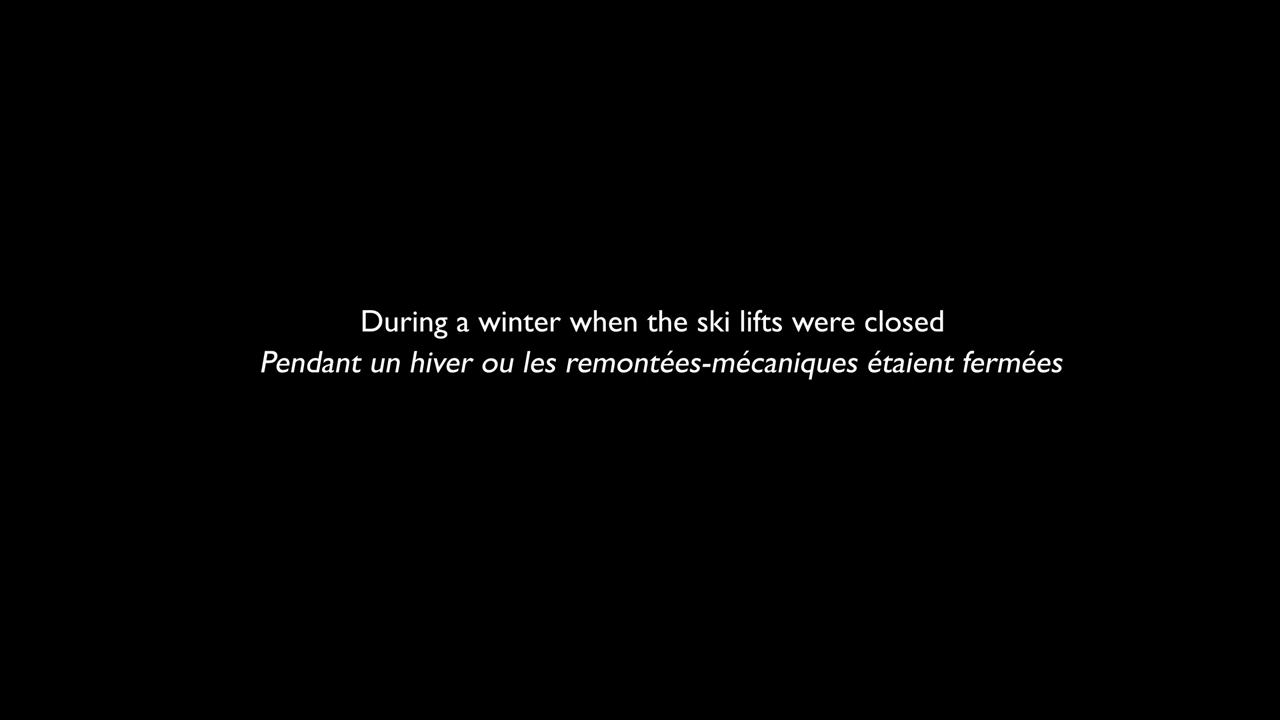 During a winter when the ski lifts were closed
Pendant un hiver ou les remontées-mécaniques étaient fermées